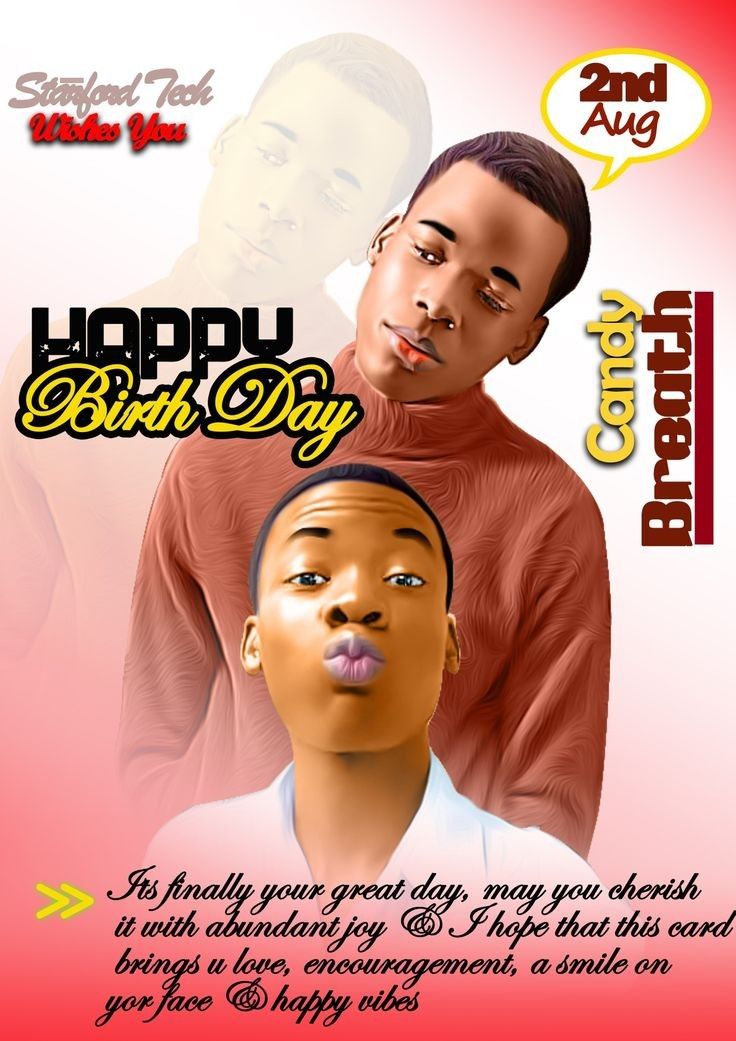 Stanford Tech
Wishes You
2nd
Aug
Happy
Birth Day
Candy
Breath
Its finally your great day, may you cherish
it with abundant joy & I hope that this card
brings u love, encouragement, a smile on
yor face & happy vibes